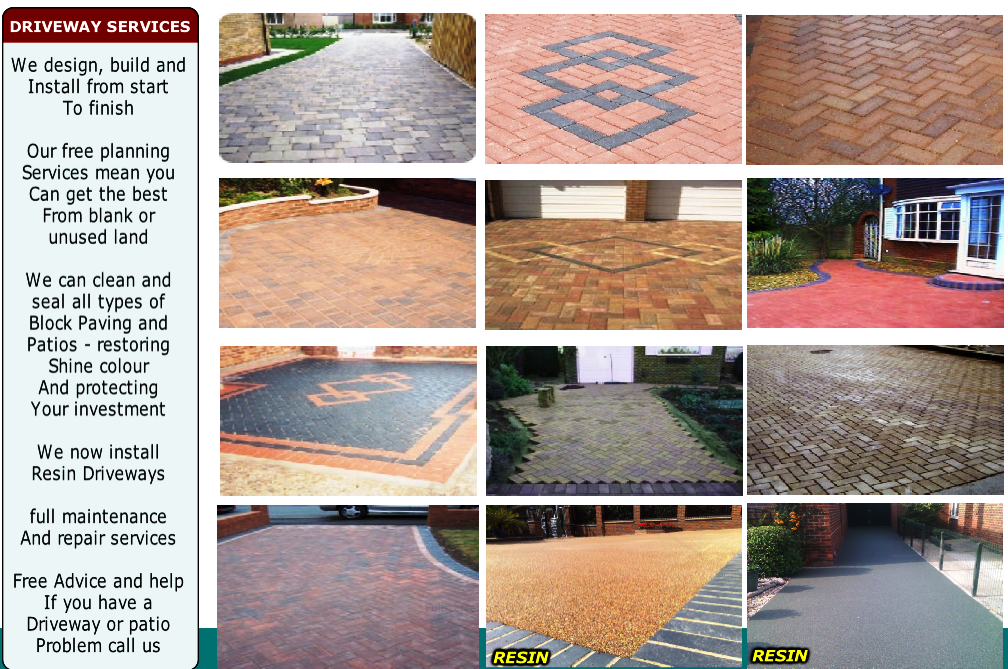 DRIVEWAY SERVICES
We design, build and
Install from start
To finish
Our free planning
Services mean you
Can get the best
From blank or
unused land
We can clean and
seal all types of
Block Paving and
Patios - restoring
Shine colour
And protecting
Your investment
We now install
Resin Driveways
full maintenance
And repair services
Free Advice and help
If you have a
Driveway or patio
Problem call us
RESIN
RESIN